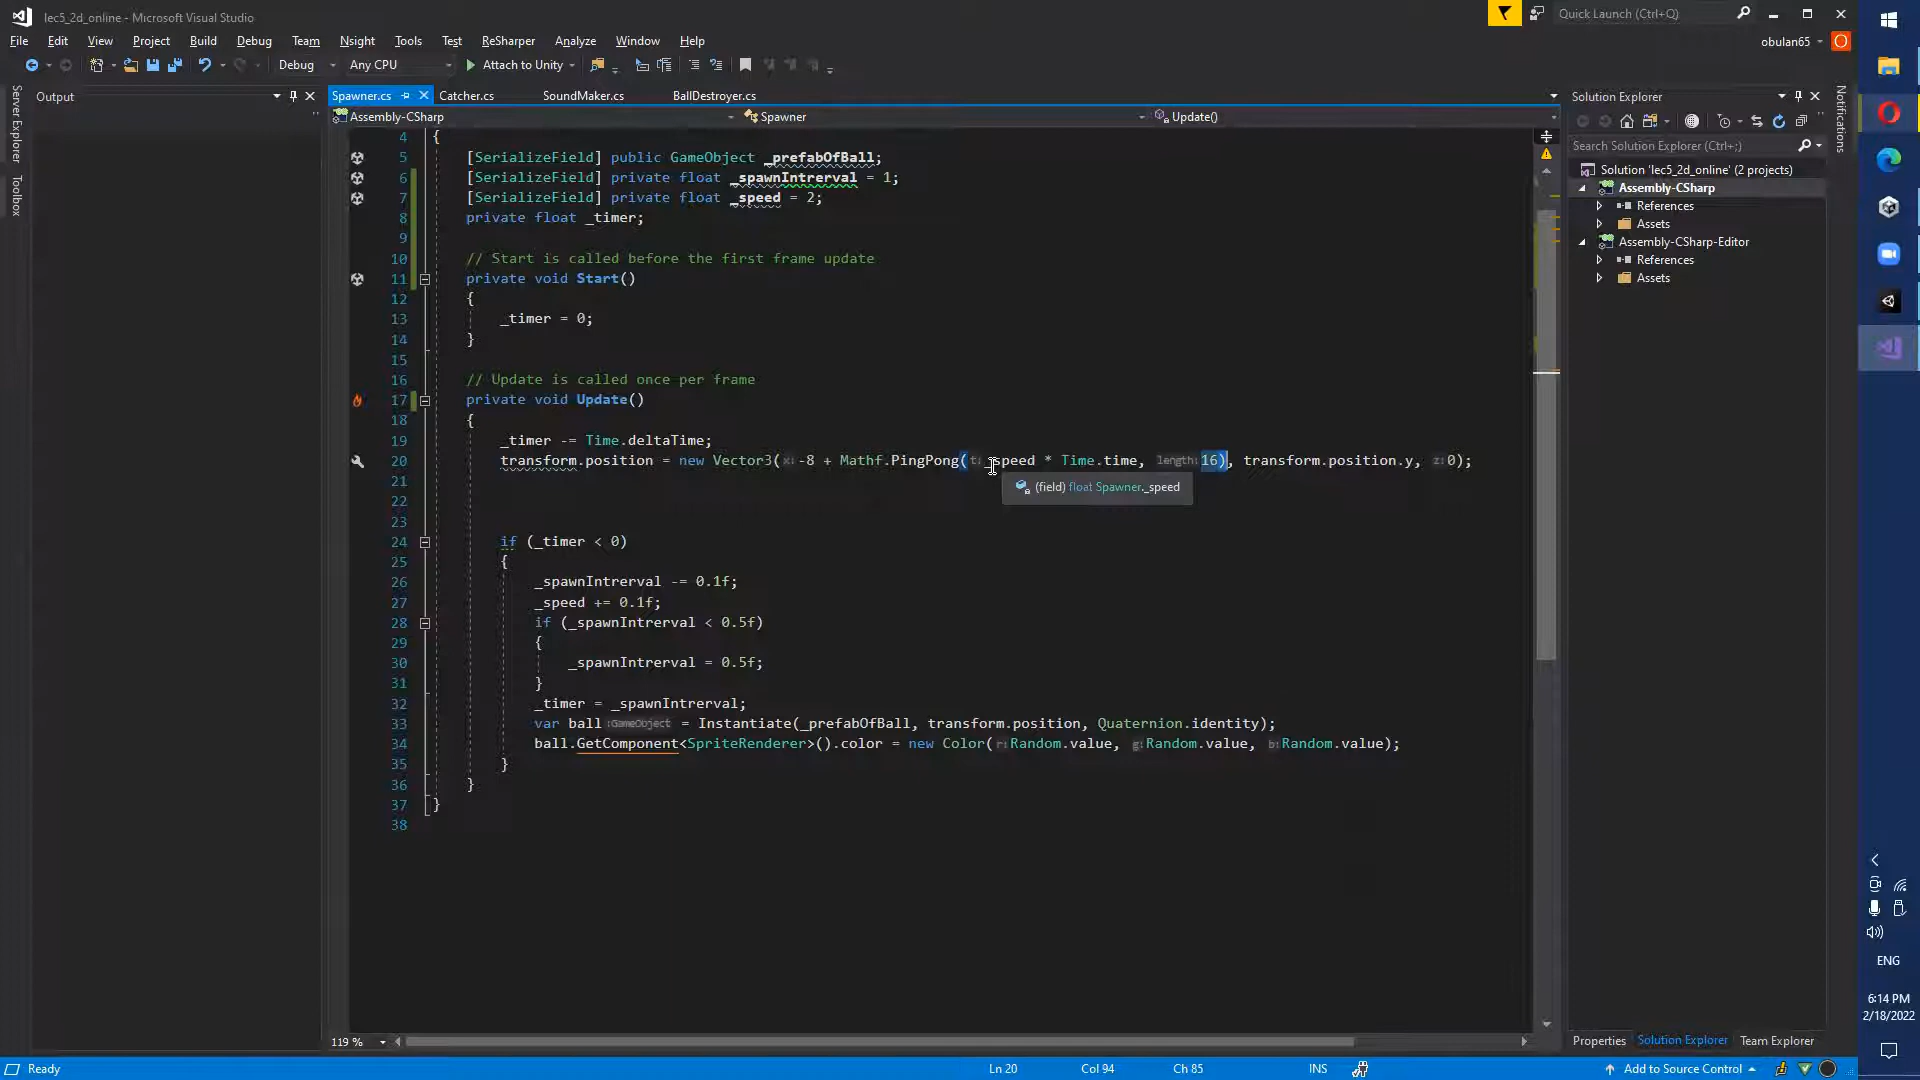 lec5_2d_online - Microsoft Visual Studio
Quick Launch (Ctrl+Q)
File Edit View Project Build Debug Team Nsight Tools Test ReSharper Analyze Window Help
obulan65 O
Debug Any CPU Attach to Unity
Output
Spawner.cs Catcher.cs SoundMaker.cs BallDestroyer.cs
Assembly-CSharp Spawner Update()
Server Explorer
Toolbox
4 {
5 [SerializeField] public GameObject _prefabOfBall;
6 [SerializeField] private float _spawnIntrerval = 1;
7 [SerializeField] private float _speed = 2;
8 private float _timer;
9
10 // Start is called before the first frame update
11 private void Start()
12 {
13 _timer = 0;
14 }
15
16 // Update is called once per frame
17 private void Update()
18 {
19 _timer -= Time.deltaTime;
20 transform.position = new Vector3(x:-8 + Mathf.PingPong(t:_speed * Time.time, length:16), transform.position.y, z:0);
(field) float Spawner._speed
21
22
23
24 if (_timer < 0)
25 {
26 _spawnIntrerval -= 0.1f;
27 _speed += 0.1f;
28 if (_spawnIntrerval < 0.5f)
29 {
30 _spawnIntrerval = 0.5f;
31 }
32 _timer = _spawnIntrerval;
33 var ball:GameObject = Instantiate(_prefabOfBall, transform.position, Quaternion.identity);
34 ball.GetComponent<SpriteRenderer>().color = new Color(r:Random.value, g:Random.value, b:Random.value);
35 }
36 }
37 }
38
119 %
Solution Explorer
Search Solution Explorer (Ctrl+;)
Solution 'lec5_2d_online' (2 projects)
Assembly-CSharp
References
Assets
Assembly-CSharp-Editor
References
Assets
Notifications
Properties Solution Explorer Team Explorer
Ready Ln 20 Col 94 Ch 85 INS Add to Source Control
ENG
6:14 PM
2/18/2022